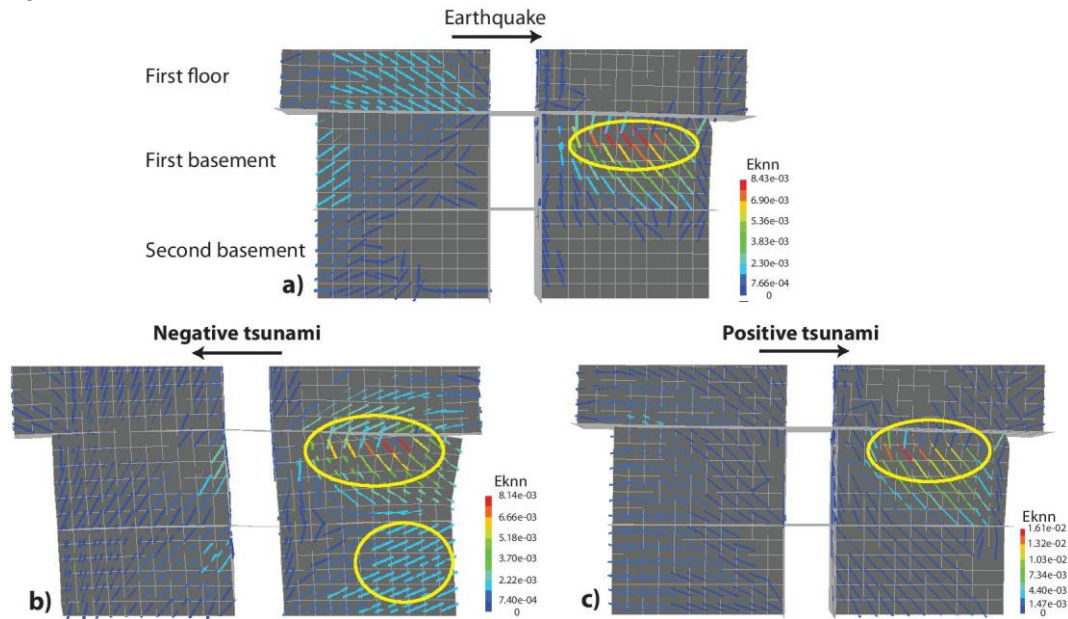 Earthquake
First floor
First basement
Second basement
a)
Eknn
8.43e-03
6.90e-03
5.36e-03
3.83e-03
2.30e-03
7.66e-04
0
Negative tsunami
b)
Eknn
8.14e-03
6.66e-03
5.18e-03
3.70e-03
2.22e-03
7.40e-04
0
Positive tsunami
c)
Eknn
1.61e-02
1.32e-02
1.03e-02
7.34e-03
4.40e-03
1.47e-03
0